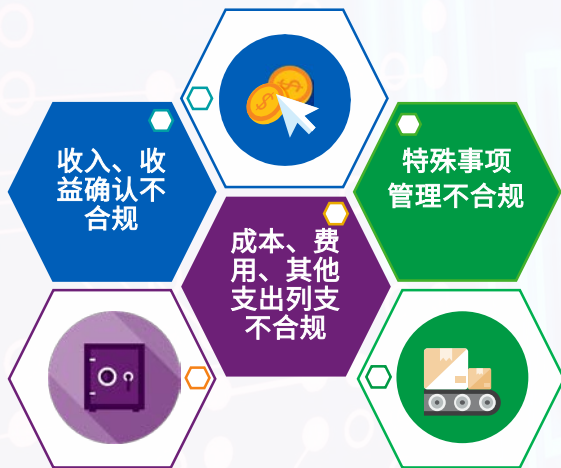 收入、收
益确认不
合规
特殊事项
管理不合规
成本、费
用、其他
支出列支
不合规